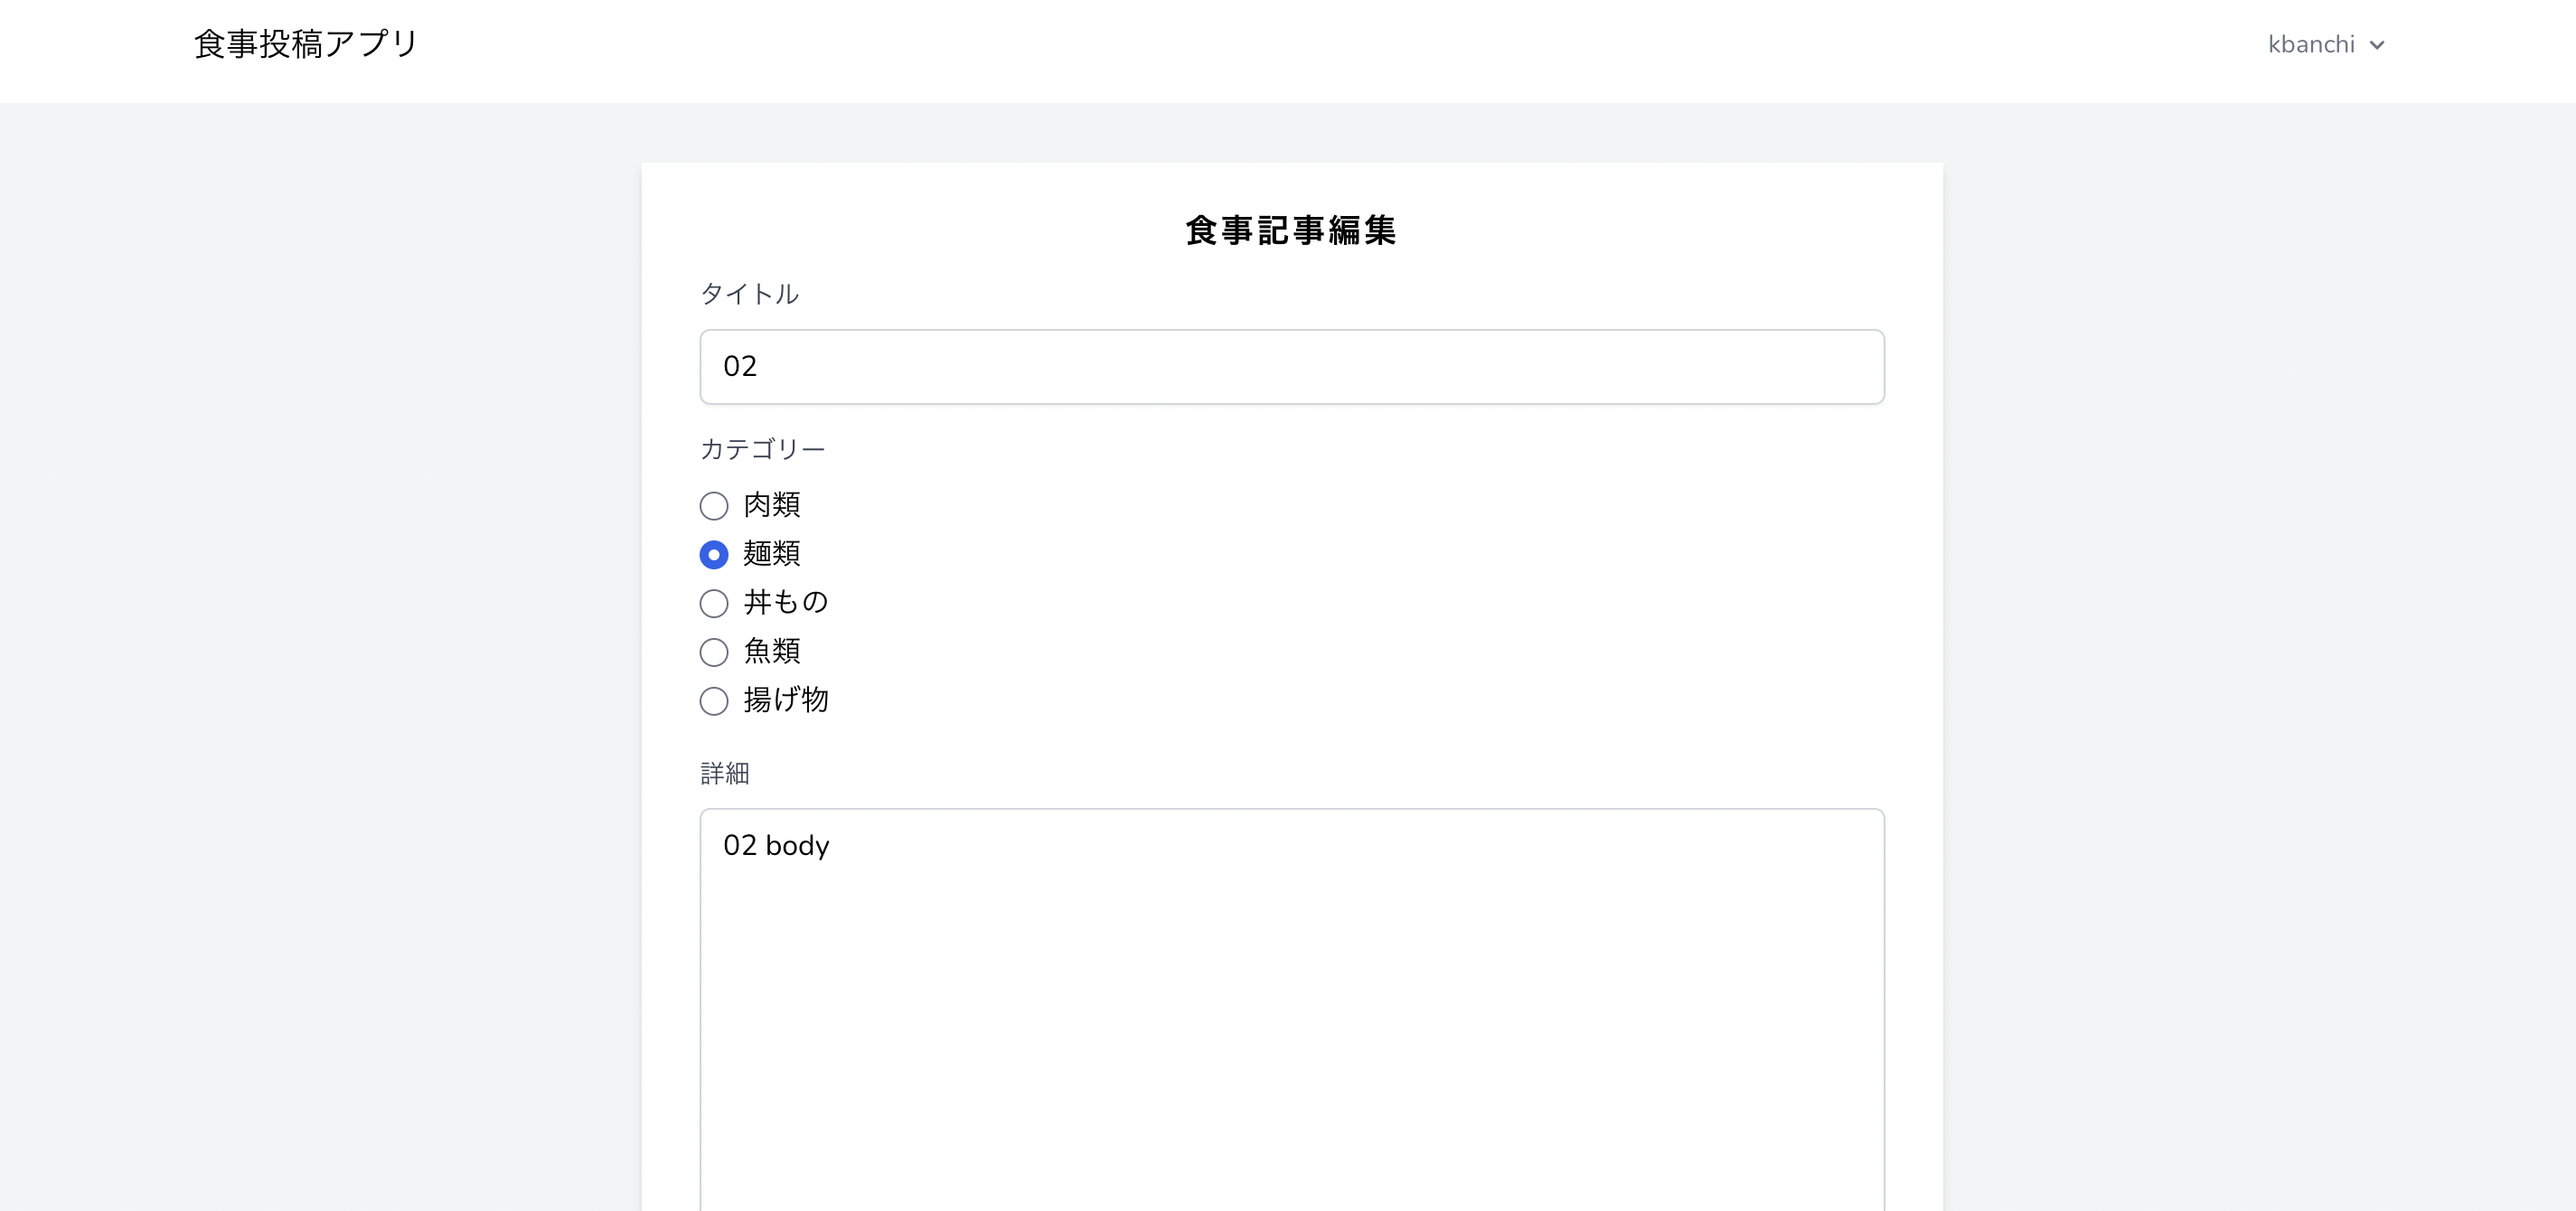 食事投稿アプリ
kbanchi
食事記事編集
タイトル
02
カテゴリー
肉類
麺類
丼もの
魚類
揚げ物
詳細
02 body